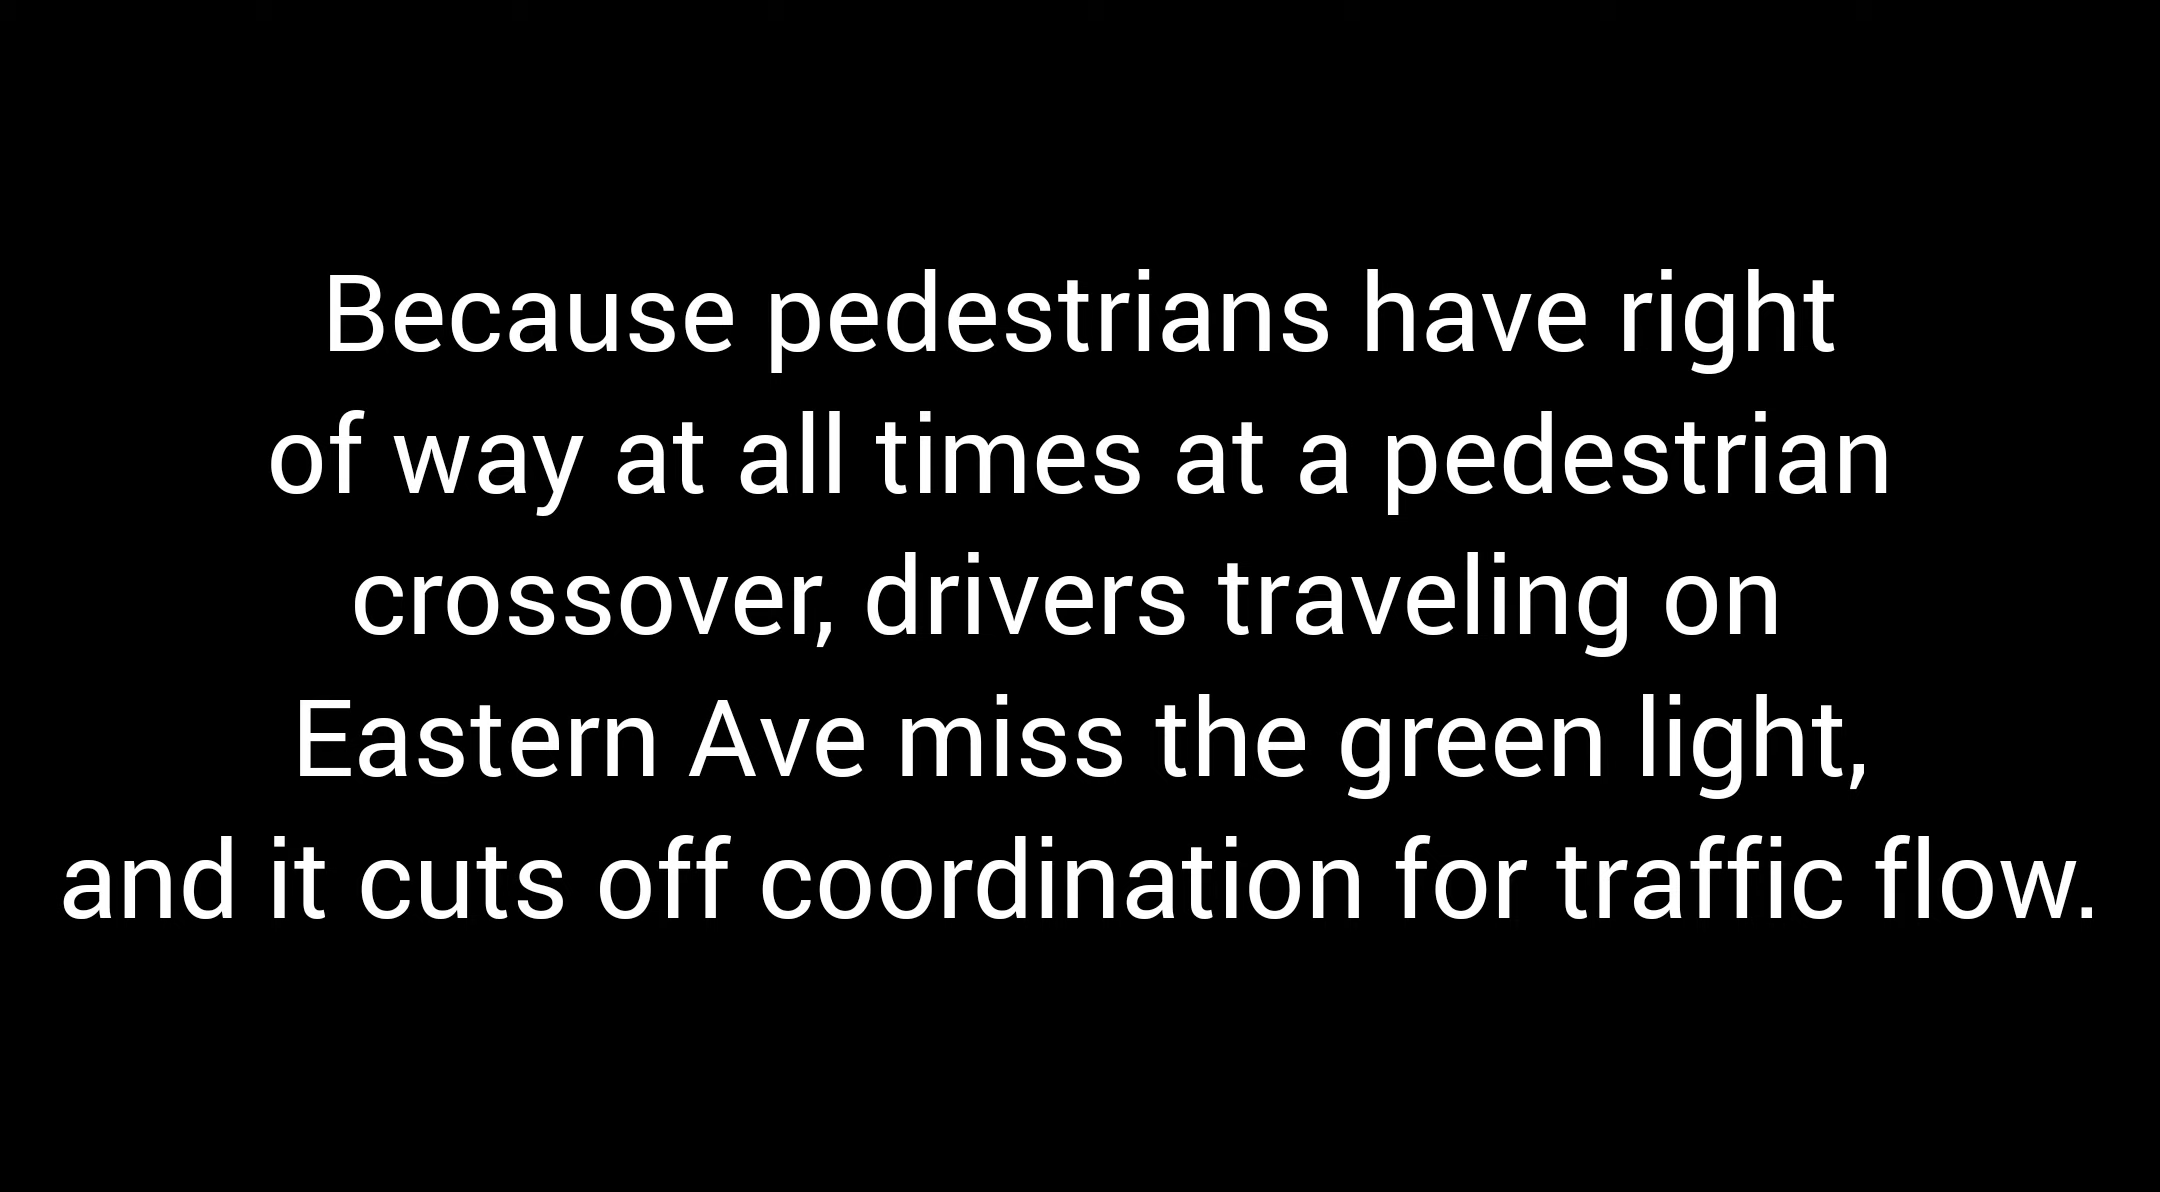 Because pedestrians have right
of way at all times at a pedestrian
crossover, drivers traveling on
Eastern Ave miss the green light,
and it cuts off coordination for traffic flow.